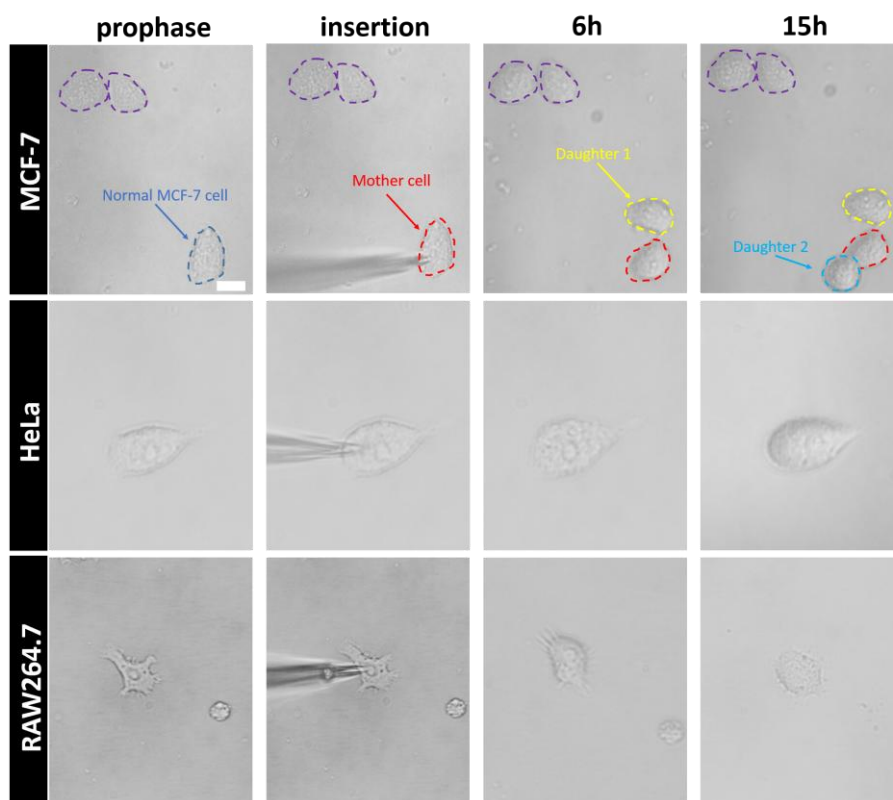 prophase
insertion
6h
15h
MCF-7
Normal MCF-7 cell
Mother cell
Daughter 1
Daughter 2
HeLa
RAW264.7